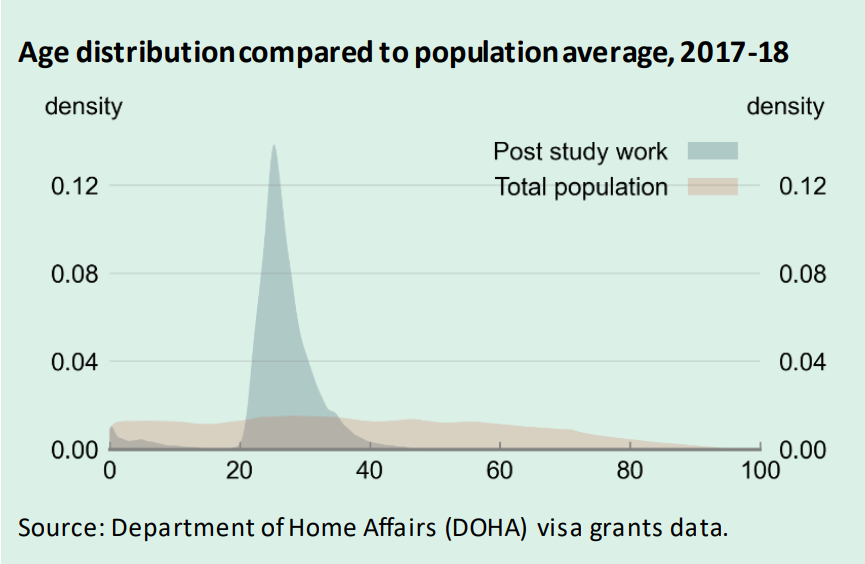 Age distribution compared to population average, 2017-18
density density
Post study work
Total population
0.12 0.12
0.08 0.08
0.04 0.04
0.00 0.00
0 20 40 60 80 100
Source: Department of Home Affairs (DOHA) visa grants data.